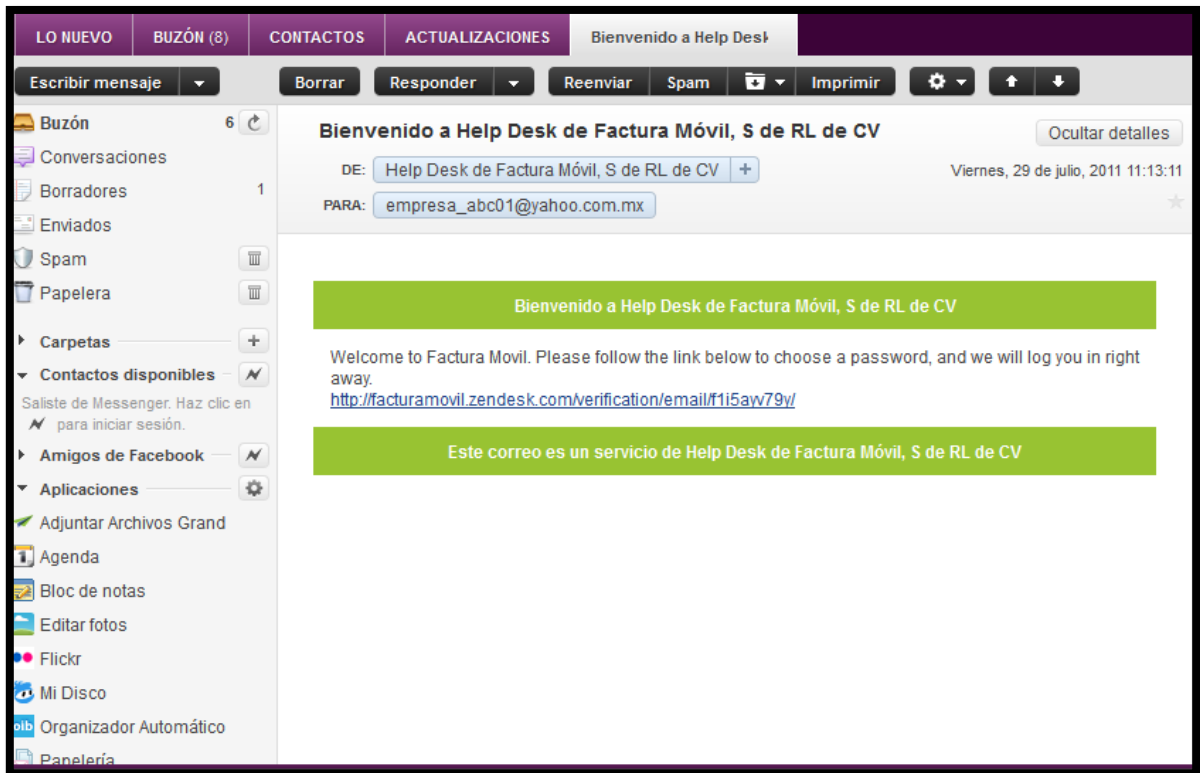 LO NUEVO BUZÓN (8) CONTACTOS ACTUALIZACIONES Bienvenido a Help Desk
Escribir mensaje Borrar Responder Reenviar Spam Imprimir
Buzón 6
Conversaciones
Borradores 1
Enviados
Spam
Papelera
Carpetas
Contactos disponibles
Saliste de Messenger. Haz clic en
para iniciar sesión.
Amigos de Facebook
Aplicaciones
Adjuntar Archivos Grand
Agenda
Bloc de notas
Editar fotos
Flickr
Mi Disco
oib Organizador Automático
Papelería
Bienvenido a Help Desk de Factura Móvil, S de RL de CV Ocultar detalles
DE: Help Desk de Factura Móvil, S de RL de CV + Viernes, 29 de julio, 2011 11:13:11
PARA: empresa_abc01@yahoo.com.mx
Bienvenido a Help Desk de Factura Móvil, S de RL de CV
Welcome to Factura Movil. Please follow the link below to choose a password, and we will log you in right
away.
http://facturamovil.zendesk.com/verification/email/f1i5ayv79y/
Este correo es un servicio de Help Desk de Factura Móvil, S de RL de CV